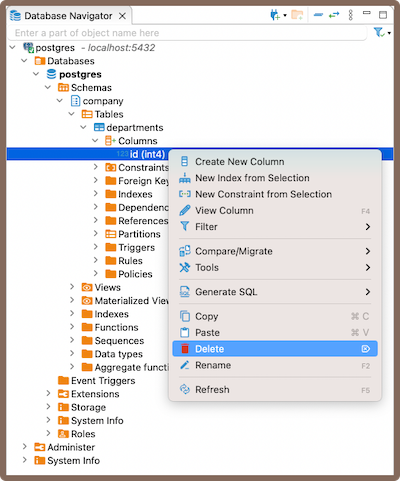 Database Navigator
Enter a part of object name here
postgres - localhost:5432
Databases
postgres
Schemas
company
Tables
departments
Columns
123 id (int4)
Constraints
Foreign Key
Indexes
Dependenc
References
Partitions
Triggers
Rules
Policies
Views
Materialized View
Indexes
Functions
Sequences
Data types
Aggregate functi
Event Triggers
Extensions
Storage
System Info
Roles
Administer
System Info
Create New Column
New Index from Selection
New Constraint from Selection
View Column F4
Filter
Compare/Migrate
Tools
Generate SQL
Copy ⌘ C
Paste ⌘ V
Delete ⌦
Rename F2
Refresh F5